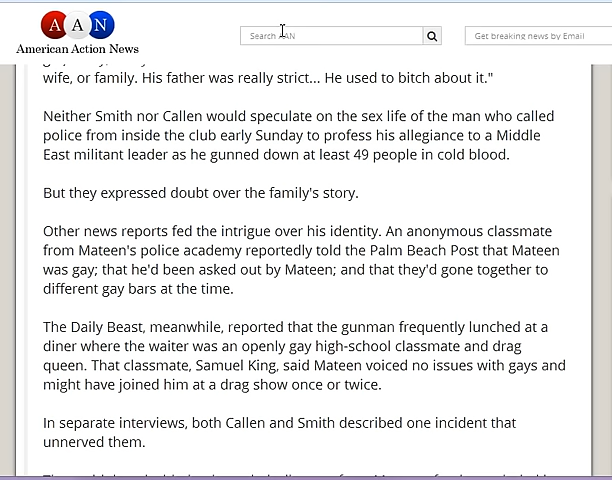 A A N
American Action News
Search AAN
Get breaking news by Email
wife, or family. His father was really strict... He used to bitch about it."
Neither Smith nor Callen would speculate on the sex life of the man who called
police from inside the club early Sunday to profess his allegiance to a Middle
East militant leader as he gunned down at least 49 people in cold blood.
But they expressed doubt over the family's story.
Other news reports fed the intrigue over his identity. An anonymous classmate
from Mateen's police academy reportedly told the Palm Beach Post that Mateen
was gay; that he'd been asked out by Mateen; and that they'd gone together to
different gay bars at the time.
The Daily Beast, meanwhile, reported that the gunman frequently lunched at a
diner where the waiter was an openly gay high-school classmate and drag
queen. That classmate, Samuel King, said Mateen voiced no issues with gays and
might have joined him at a drag show once or twice.
In separate interviews, both Callen and Smith described one incident that
unnerved them.